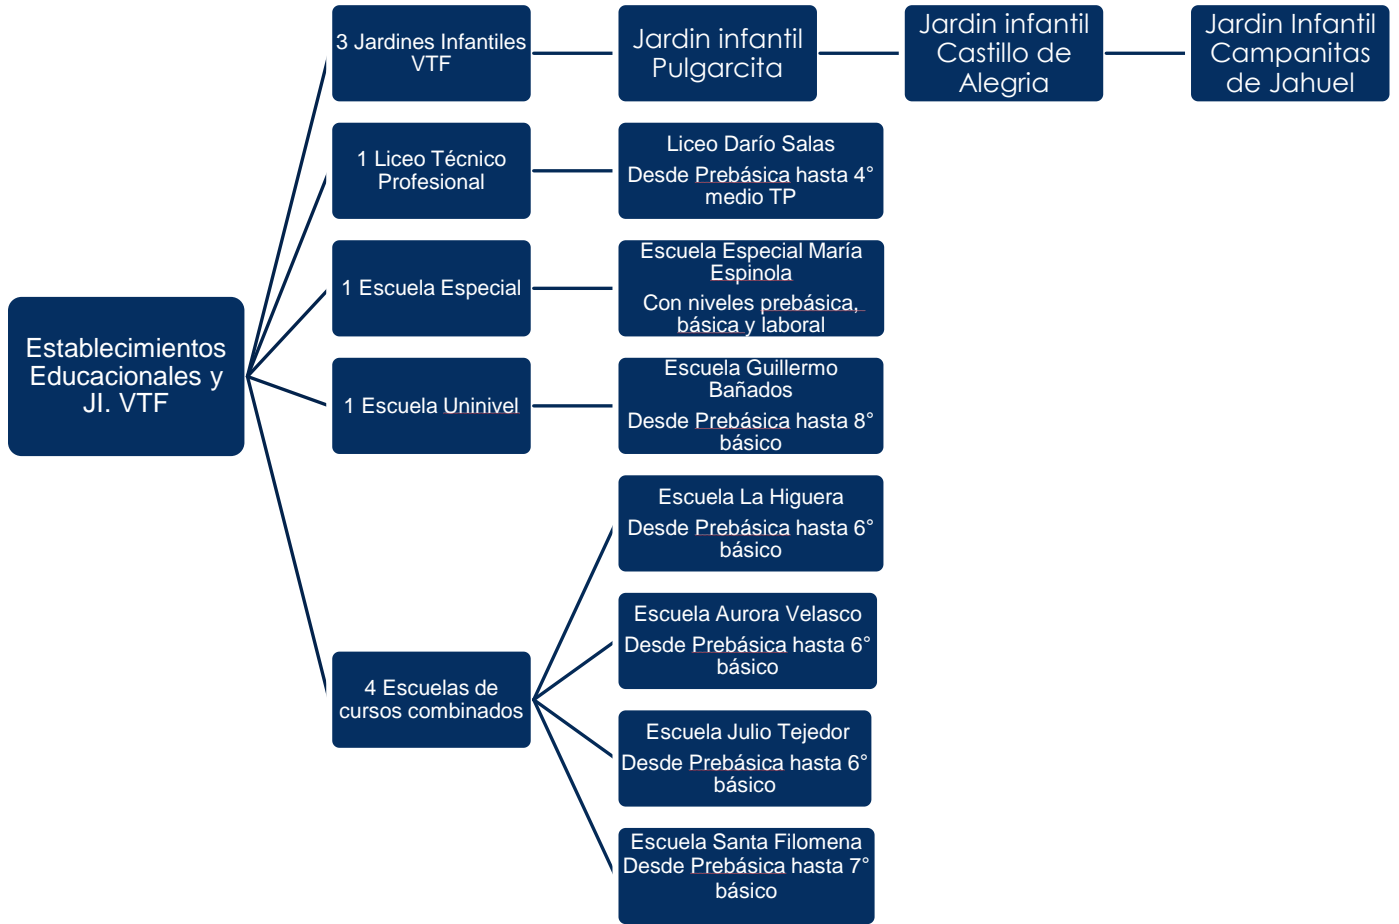 Establecimientos
Educacionales y
JI. VTF
3 Jardines Infantiles
VTF
Jardin infantil
Pulgarcita
Jardin infantil
Castillo de
Alegria
Jardin Infantil
Campanitas
de Jahuel
1 Liceo Técnico
Profesional
Liceo Darío Salas
Desde Prebásica hasta 4°
medio TP
1 Escuela Especial
Escuela Especial María
Espinola
Con niveles prebásica,
básica y laboral
1 Escuela Uninivel
Escuela Guillermo
Bañados
Desde Prebásica hasta 8°
básico
4 Escuelas de
cursos combinados
Escuela La Higuera
Desde Prebásica hasta 6°
básico
Escuela Aurora Velasco
Desde Prebásica hasta 6°
básico
Escuela Julio Tejedor
Desde Prebásica hasta 6°
básico
Escuela Santa Filomena
Desde Prebásica hasta 7°
básico